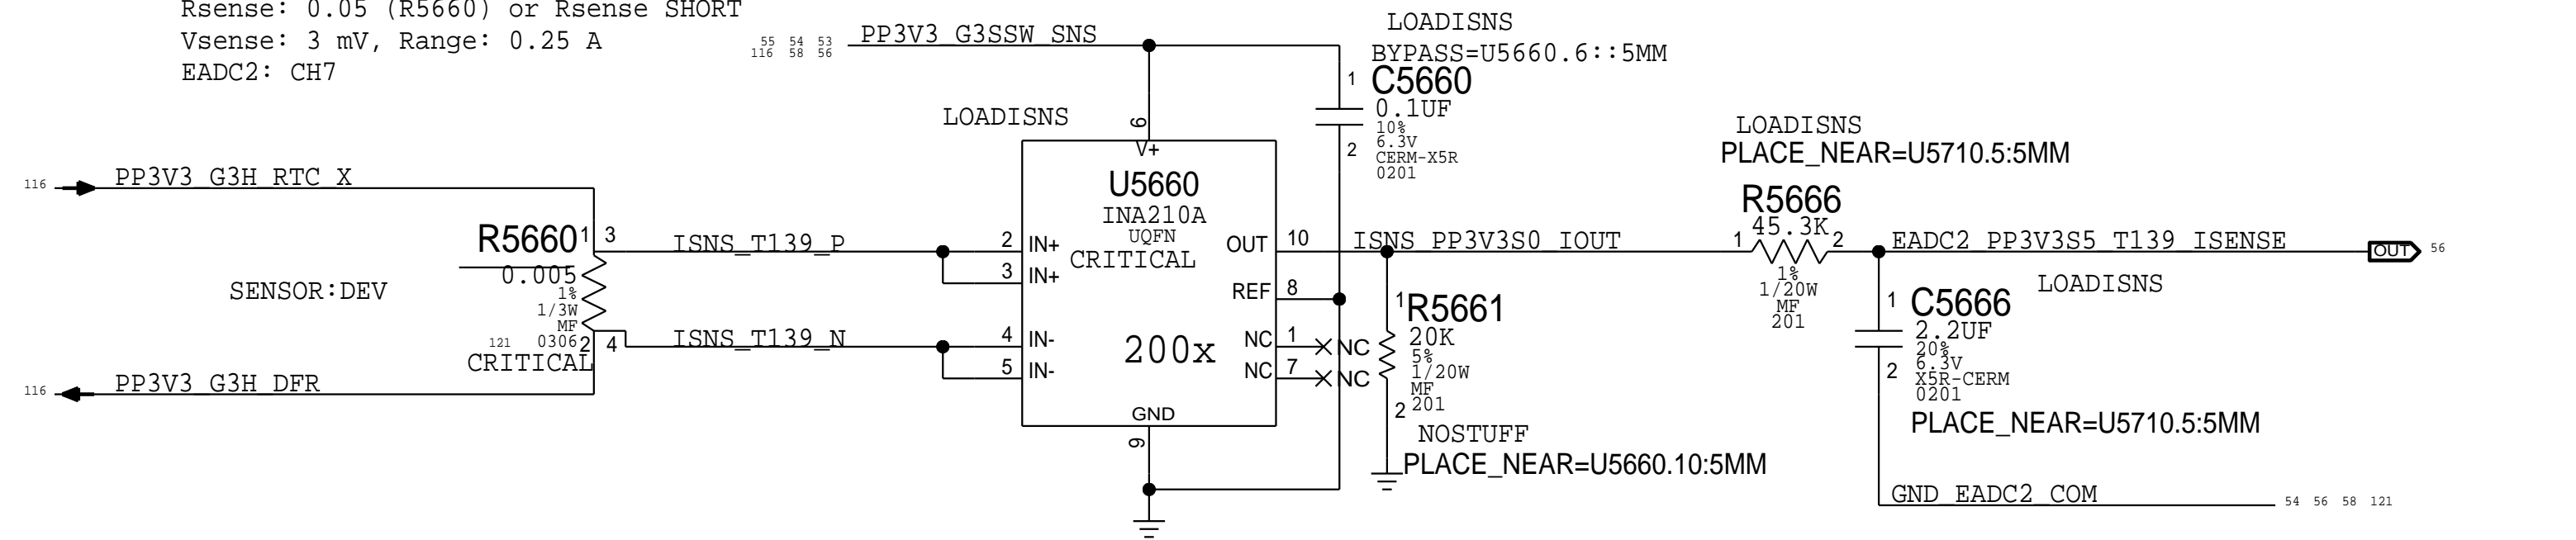 Rsense: 0.05 (R5660) or Rsense SHORT
Vsense: 3 mV, Range: 0.25 A
EADC2: CH7
55 54 53
116 58 56
PP3V3_G3SSW_SNS
LOADISNS
BYPASS=U5660.6::5MM
1
C5660
0.1UF
10%
6.3V
CERM-X5R
0201
2
LOADISNS
6
V+
U5660
INA210A
UQFN
CRITICAL
200x
2 IN+
3 IN+
4 IN-
5 IN-
OUT 10
REF 8
NC 1 NC
NC 7 NC
GND
9
116 PP3V3_G3H_RTC_X
R5660
1 3
0.005
1%
1/3W
MF
0306
121
2 4
CRITICAL
SENSOR:DEV
116 PP3V3_G3H_DFR
ISNS_T139_P
ISNS_T139_N
ISNS_PP3V3S0_IOUT
1
R5661
20K
5%
1/20W
MF
201
2
NOSTUFF
PLACE_NEAR=U5660.10:5MM
LOADISNS
PLACE_NEAR=U5710.5:5MM
R5666
45.3K
1 2
1%
1/20W
MF
201
EADC2_PP3V3S5_T139_ISENSE
OUT 56
LOADISNS
1
C5666
2.2UF
20%
6.3V
X5R-CERM
0201
2
PLACE_NEAR=U5710.5:5MM
GND_EADC2_COM
54 56 58 121